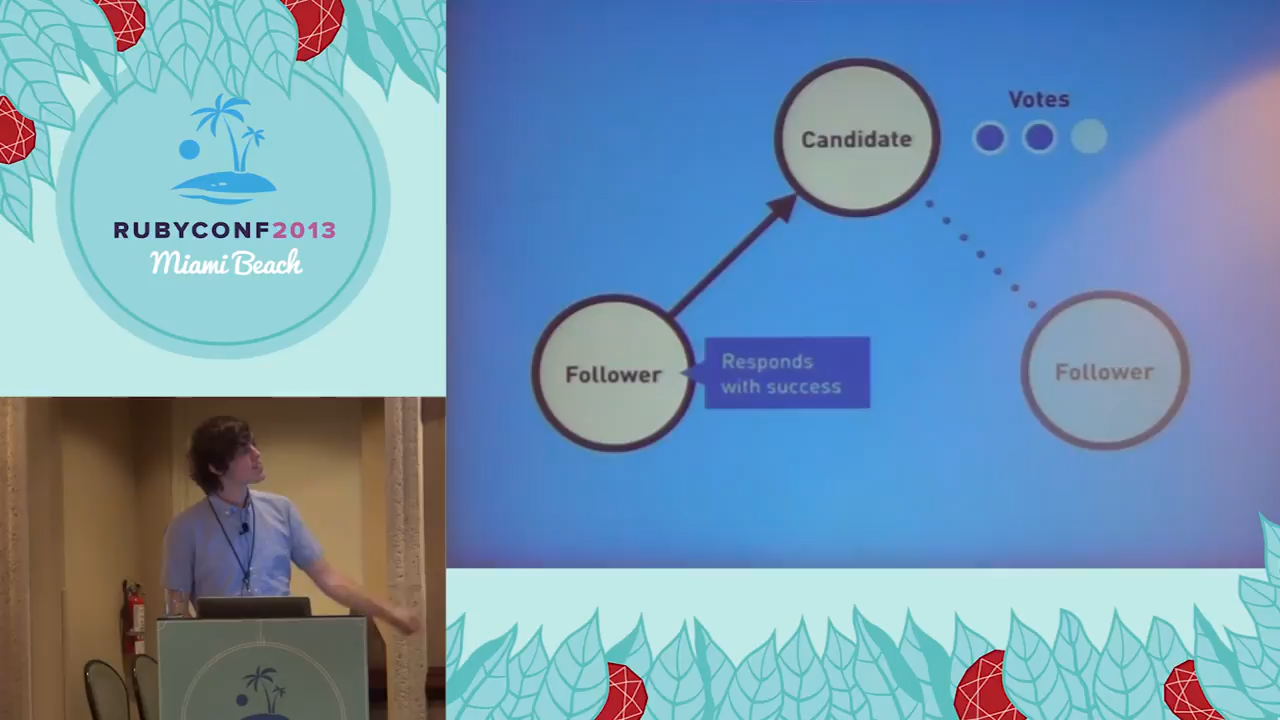 RUBYCONF2013
Miami Beach
Votes
Candidate
Follower
Responds
with success
Follower